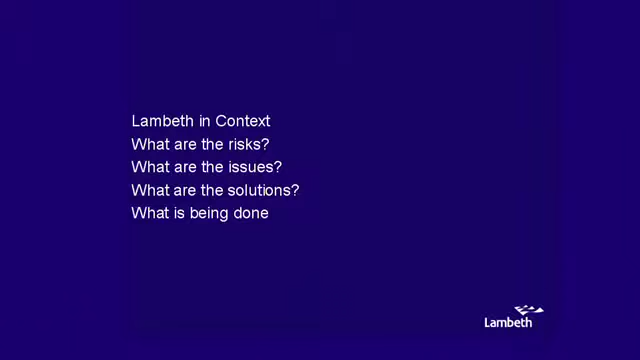 Lambeth in Context
What are the risks?
What are the issues?
What are the solutions?
What is being done
Lambeth